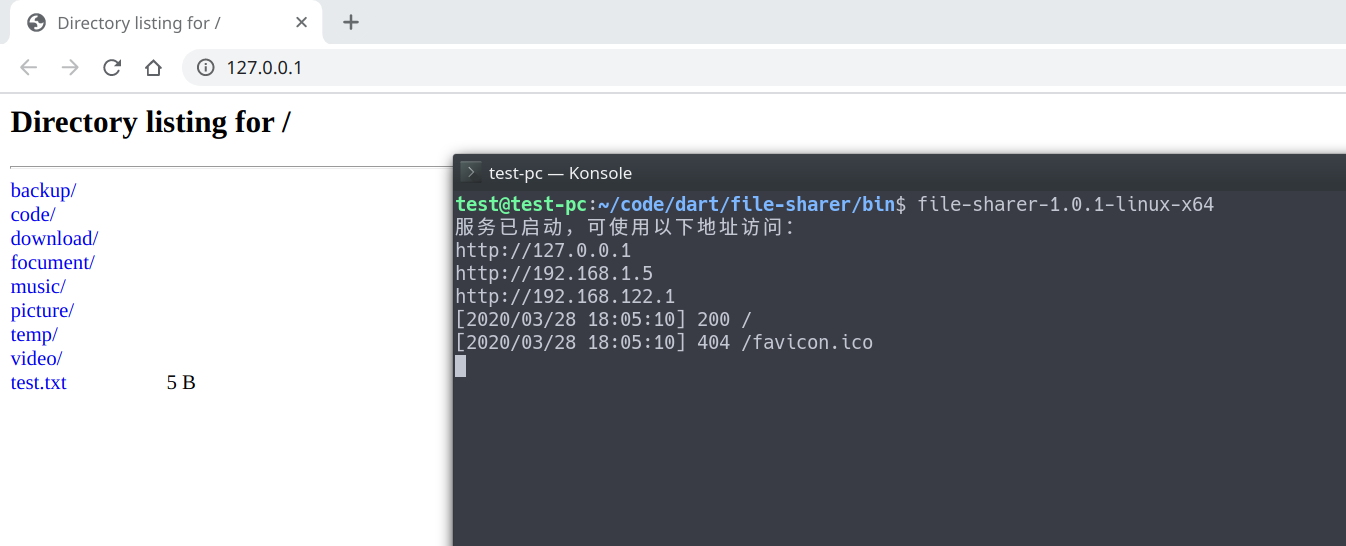 Directory listing for /
127.0.0.1
Directory listing for /
backup/
code/
download/
focument/
music/
picture/
temp/
video/
test.txt 5 B
test-pc — Konsole
test@test-pc:~/code/dart/file-sharer/bin$ file-sharer-1.0.1-linux-x64
服务已启动，可使用以下地址访问：
http://127.0.0.1
http://192.168.1.5
http://192.168.122.1
[2020/03/28 18:05:10] 200 /
[2020/03/28 18:05:10] 404 /favicon.ico